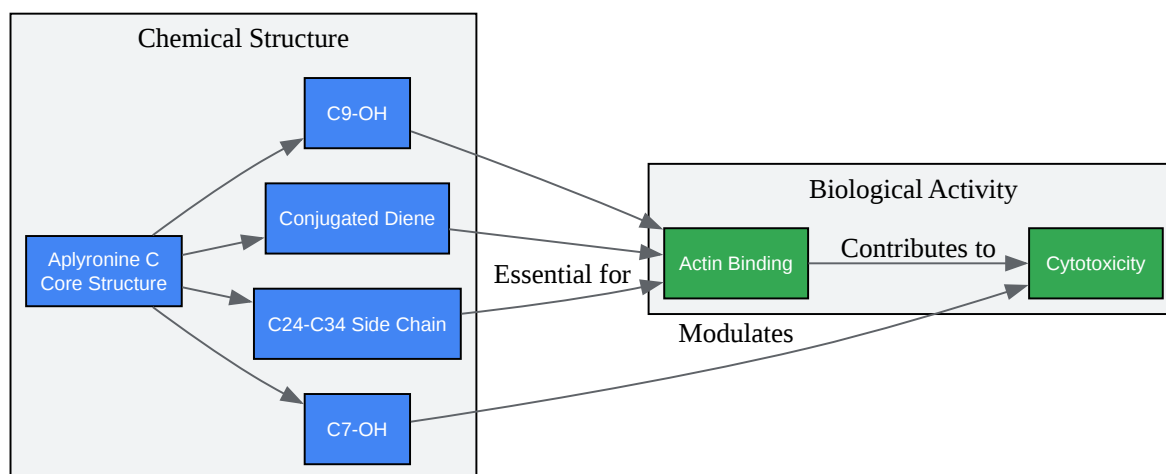 Chemical Structure
C9-OH
Conjugated Diene
Aplyronine C
Core Structure
C24-C34 Side Chain
C7-OH
Essential for
Modulates
Biological Activity
Actin Binding
Contributes to
Cytotoxicity